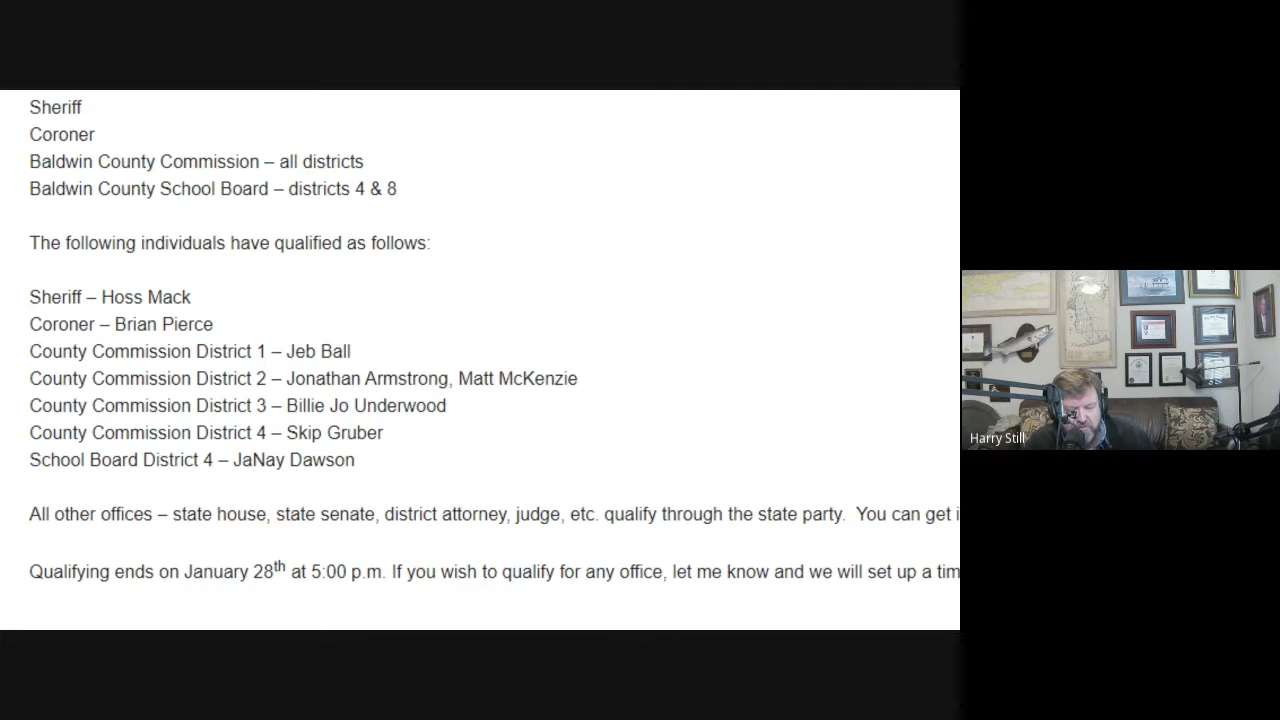 Sheriff
Coroner
Baldwin County Commission – all districts
Baldwin County School Board – districts 4 & 8
The following individuals have qualified as follows:
Sheriff – Hoss Mack
Coroner – Brian Pierce
County Commission District 1 – Jeb Ball
County Commission District 2 – Jonathan Armstrong, Matt McKenzie
County Commission District 3 – Billie Jo Underwood
County Commission District 4 – Skip Gruber
School Board District 4 – JaNay Dawson
All other offices – state house, state senate, district attorney, judge, etc. qualify through the state party.  You can get i
Qualifying ends on January 28th at 5:00 p.m. If you wish to qualify for any office, let me know and we will set up a tim
Harry Still